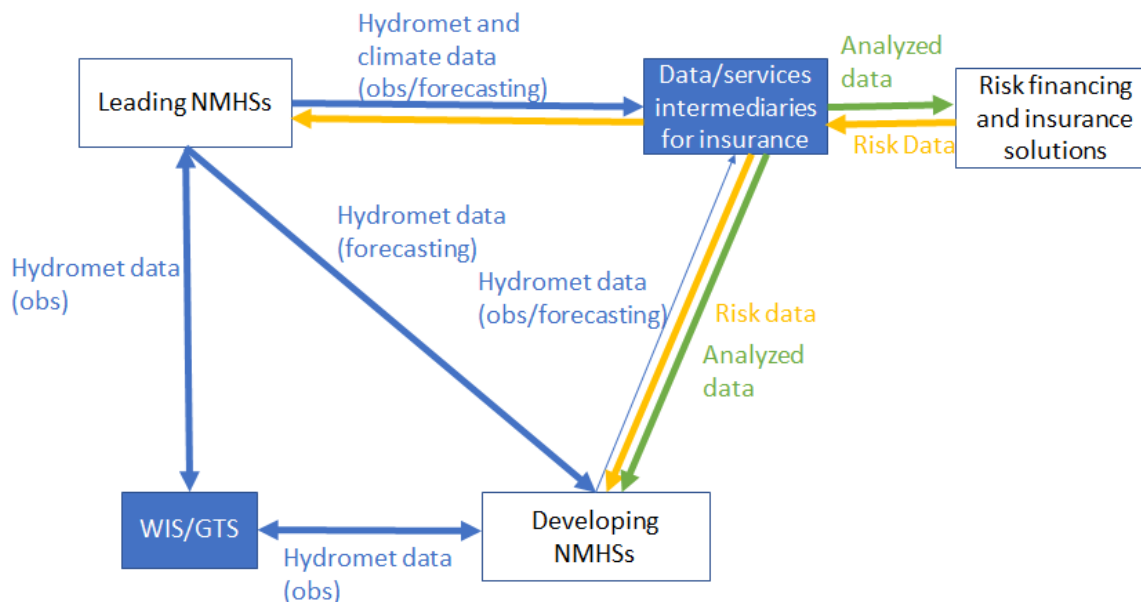 Hydromet and
climate data
(obs/forecasting)
Analyzed
data
Leading NMHSs
Data/services
intermediaries
for insurance
Risk financing
and insurance
solutions
Risk Data
Hydromet data
(forecasting)
Hydromet data
(obs)
Hydromet data
(obs/forecasting)
Risk data
Analyzed
data
WIS/GTS
Developing
NMHSs
Hydromet data
(obs)